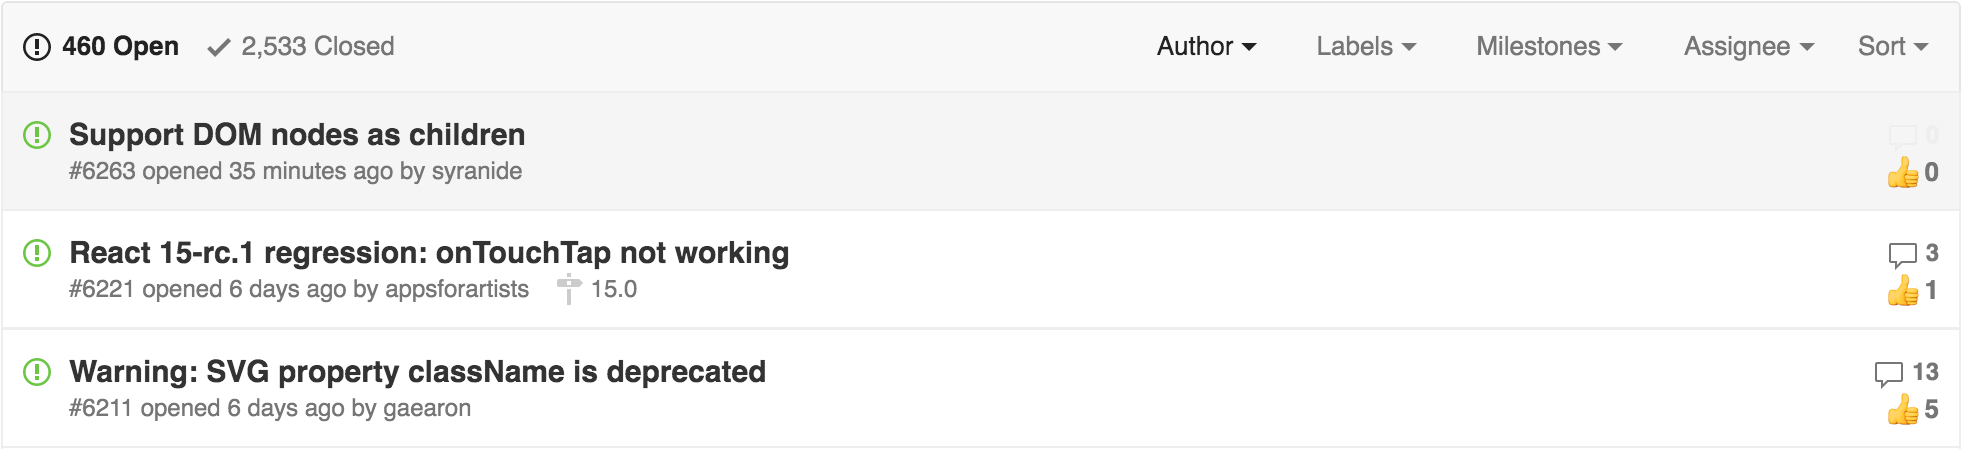 460 Open 2,533 Closed Author Labels Milestones Assignee Sort
Support DOM nodes as children 0
#6263 opened 35 minutes ago by syranide 0
React 15-rc.1 regression: onTouchTap not working 3
#6221 opened 6 days ago by appsforartists 15.0 1
Warning: SVG property className is deprecated 13
#6211 opened 6 days ago by gaearon 5